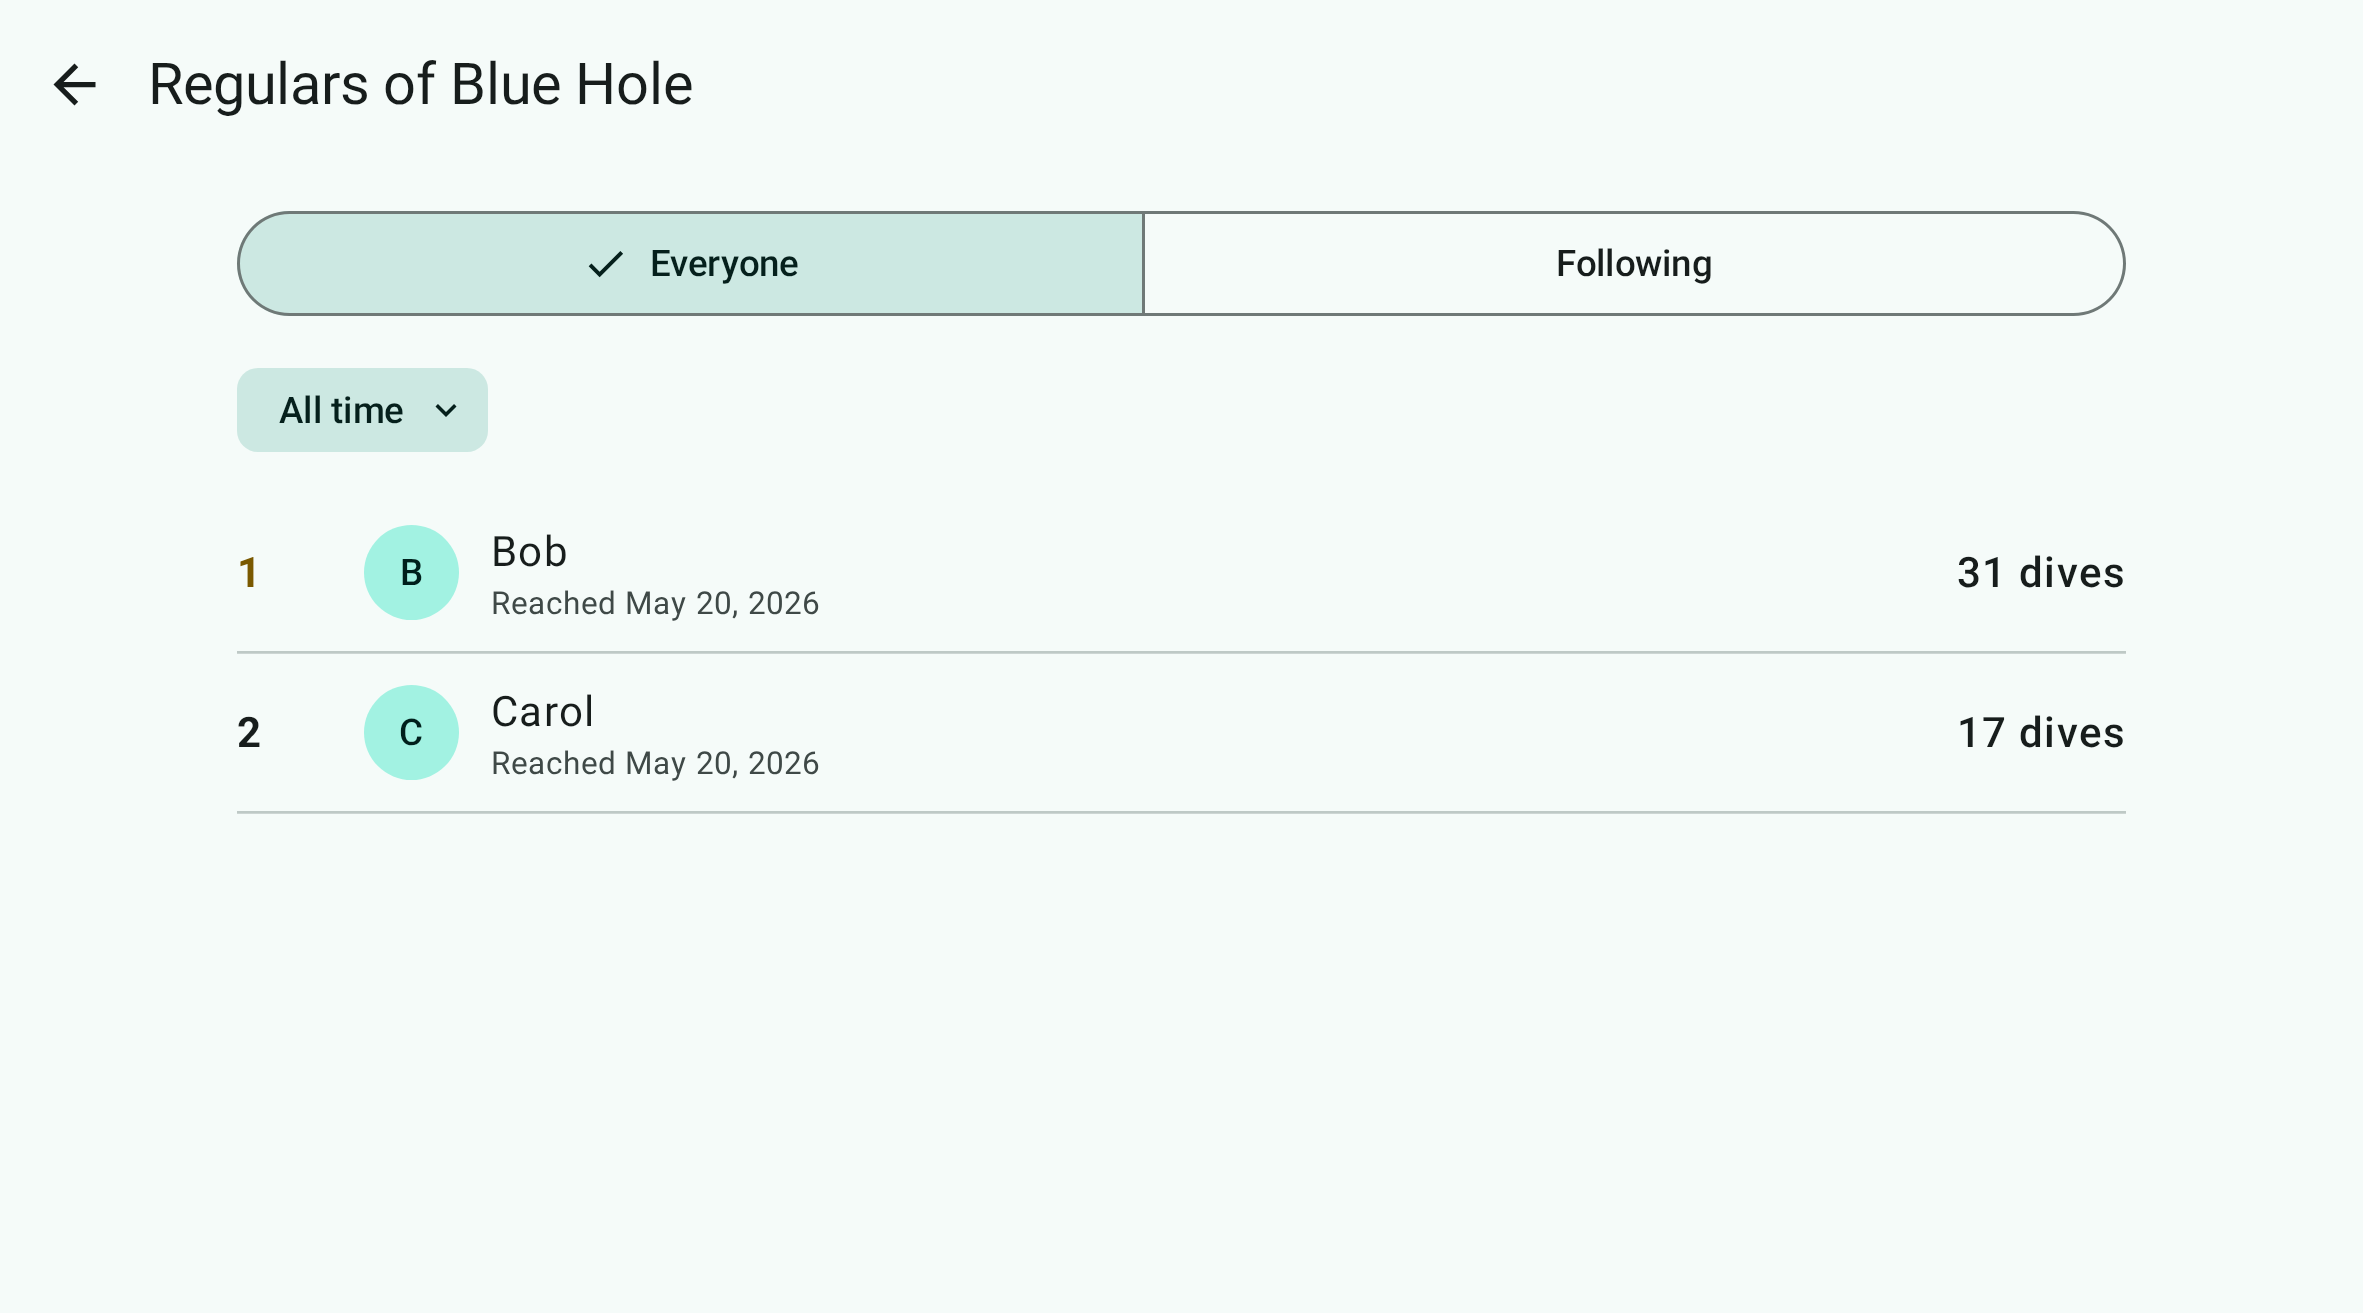 Regulars of Blue Hole
Everyone
Following
All time
1
B
Bob
Reached May 20, 2026
31 dives
2
C
Carol
Reached May 20, 2026
17 dives